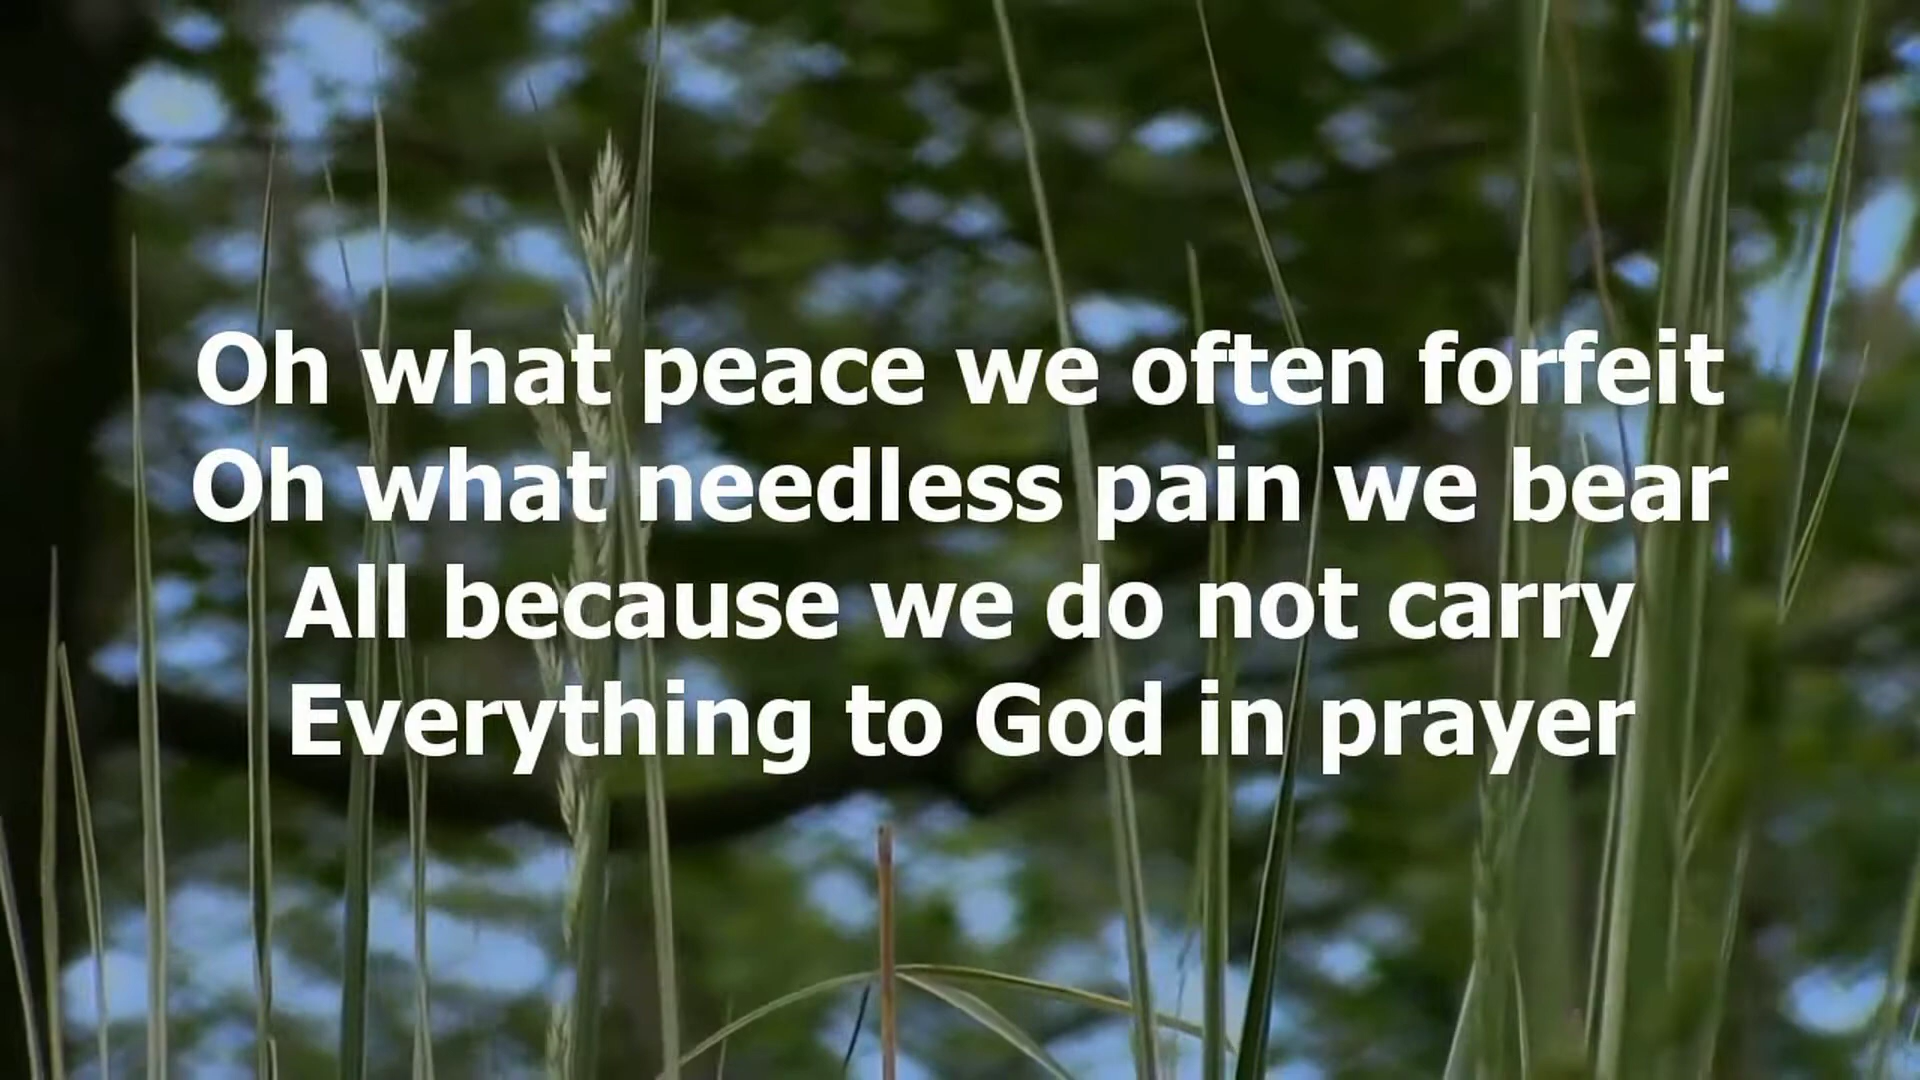 Oh what peace we often forfeit
Oh what needless pain we bear
All because we do not carry
Everything to God in prayer